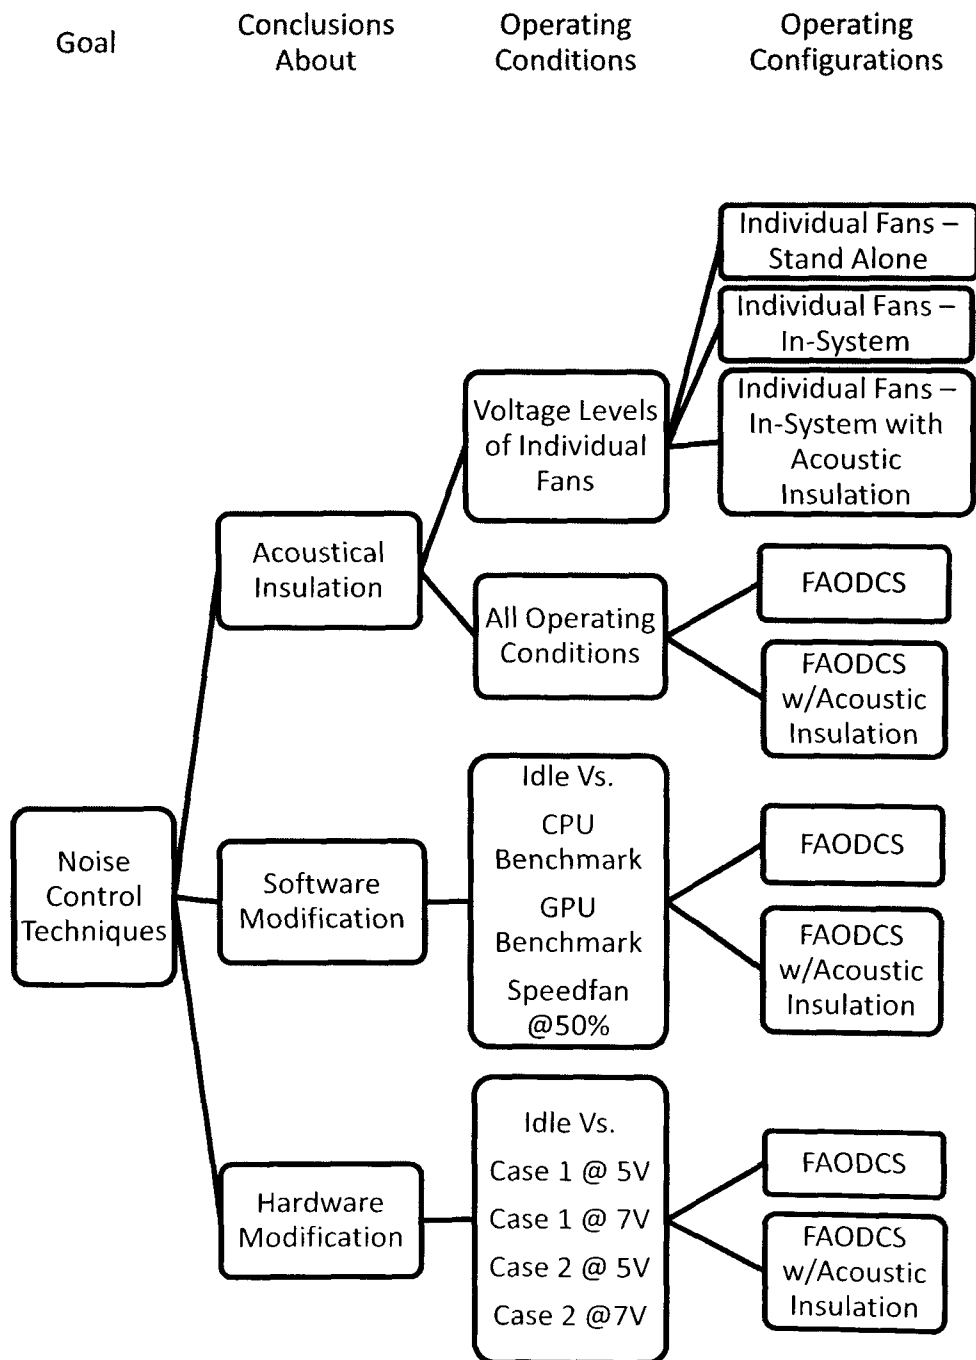 Goal
Conclusions
About
Operating
Conditions
Operating
Configurations
Individual Fans –
Stand Alone
Individual Fans –
In-System
Individual Fans –
In-System with
Acoustic
Insulation
Voltage Levels
of Individual
Fans
Acoustical
Insulation
All Operating
Conditions
FAODCS
FAODCS
w/Acoustic
Insulation
Noise
Control
Techniques
Software
Modification
Idle Vs.
CPU
Benchmark
GPU
Benchmark
Speedfan
@50%
FAODCS
FAODCS
w/Acoustic
Insulation
Hardware
Modification
Idle Vs.
Case 1 @ 5V
Case 1 @ 7V
Case 2 @ 5V
Case 2 @7V
FAODCS
FAODCS
w/Acoustic
Insulation